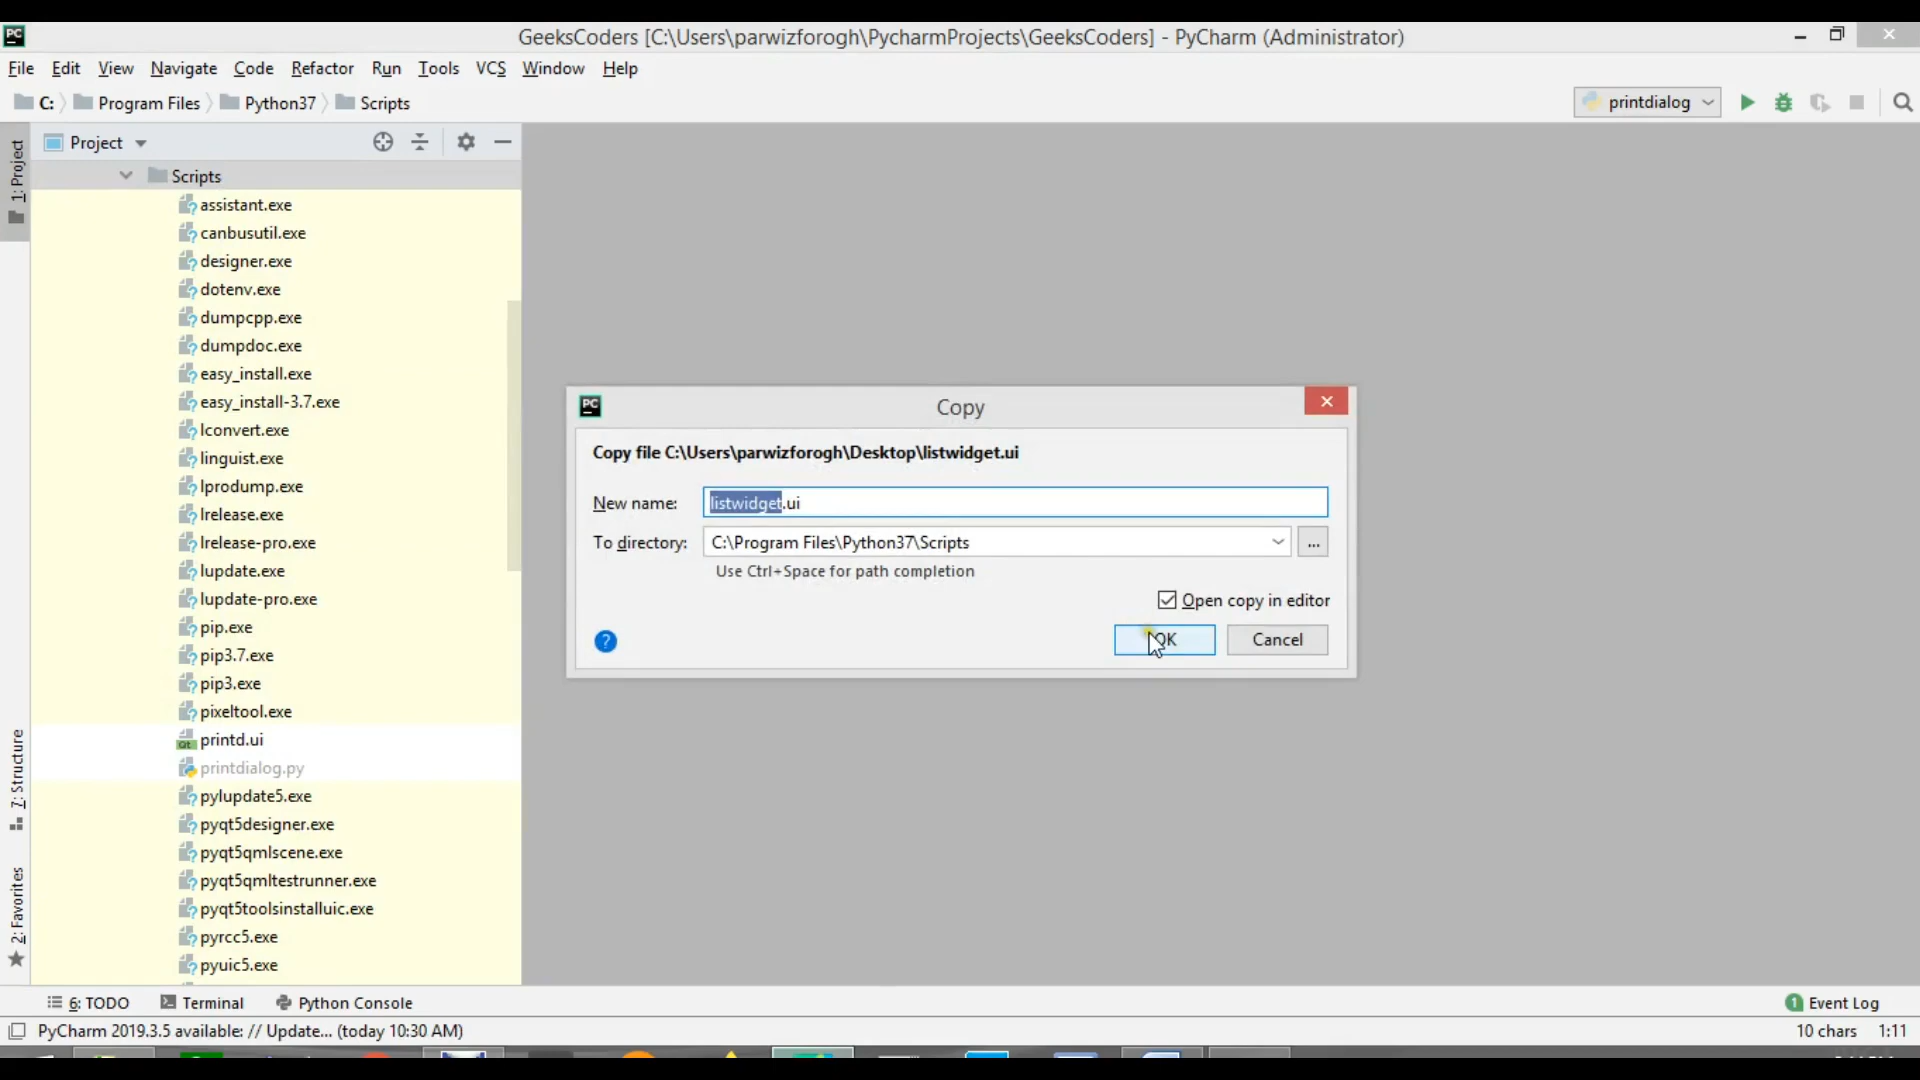 PC
GeeksCoders [C:\Users\parwizforogh\PycharmProjects\GeeksCoders] - PyCharm (Administrator)
File Edit View Navigate Code Refactor Run Tools VCS Window Help
C: Program Files Python37 Scripts
printdialog
1: Project
Project
Scripts
assistant.exe
canbusutil.exe
designer.exe
dotenv.exe
dumpcpp.exe
dumpdoc.exe
easy_install.exe
easy_install-3.7.exe
lconvert.exe
linguist.exe
lprodump.exe
lrelease.exe
lrelease-pro.exe
lupdate.exe
lupdate-pro.exe
pip.exe
pip3.7.exe
pip3.exe
pixeltool.exe
printd.ui
printdialog.py
pylupdate5.exe
pyqt5designer.exe
pyqt5qmlscene.exe
pyqt5qmltestrunner.exe
pyqt5toolsinstalluic.exe
pyrcc5.exe
pyuic5.exe
7: Structure
2: Favorites
PC
Copy
Copy file C:\Users\parwizforogh\Desktop\listwidget.ui
New name: listwidget.ui
To directory: C:\Program Files\Python37\Scripts ...
Use Ctrl+Space for path completion
Open copy in editor
OK Cancel
6: TODO Terminal Python Console 1 Event Log
PyCharm 2019.3.5 available: // Update... (today 10:30 AM) 10 chars 1:11